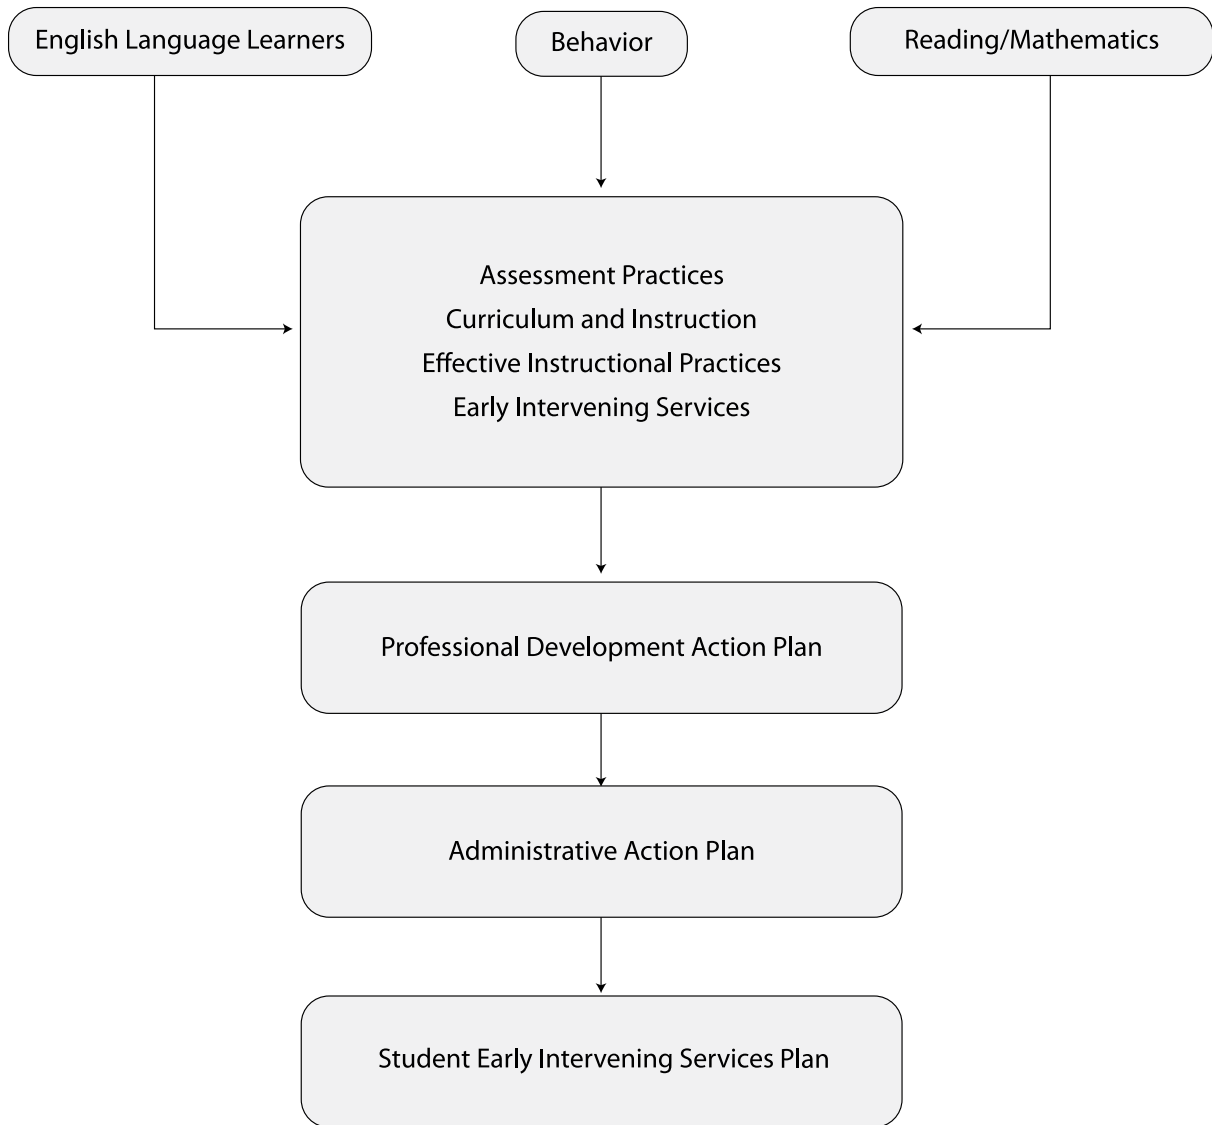 English Language Learners
Behavior
Reading/Mathematics
Assessment Practices
Curriculum and Instruction
Effective Instructional Practices
Early Intervening Services
Professional Development Action Plan
Administrative Action Plan
Student Early Intervening Services Plan